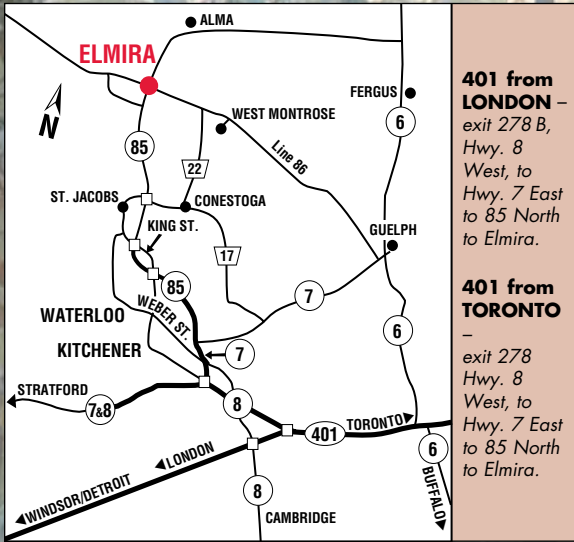 ALMA
ELMIRA
FERGUS
N
WEST MONTROSE
6
85
Line 86
22
ST. JACOBS
CONESTOGA
KING ST.
GUELPH
17
85
7
WATERLOO
WEBER ST.
6
KITCHENER
7
STRATFORD
7&8
8
TORONTO
401
6
LONDON
BUFFALO
WINDSOR/DETROIT
8
CAMBRIDGE
401 from
LONDON –
exit 278 B,
Hwy. 8
West, to
Hwy. 7 East
to 85 North
to Elmira.
401 from
TORONTO
–
exit 278
Hwy. 8
West, to
Hwy. 7 East
to 85 North
to Elmira.